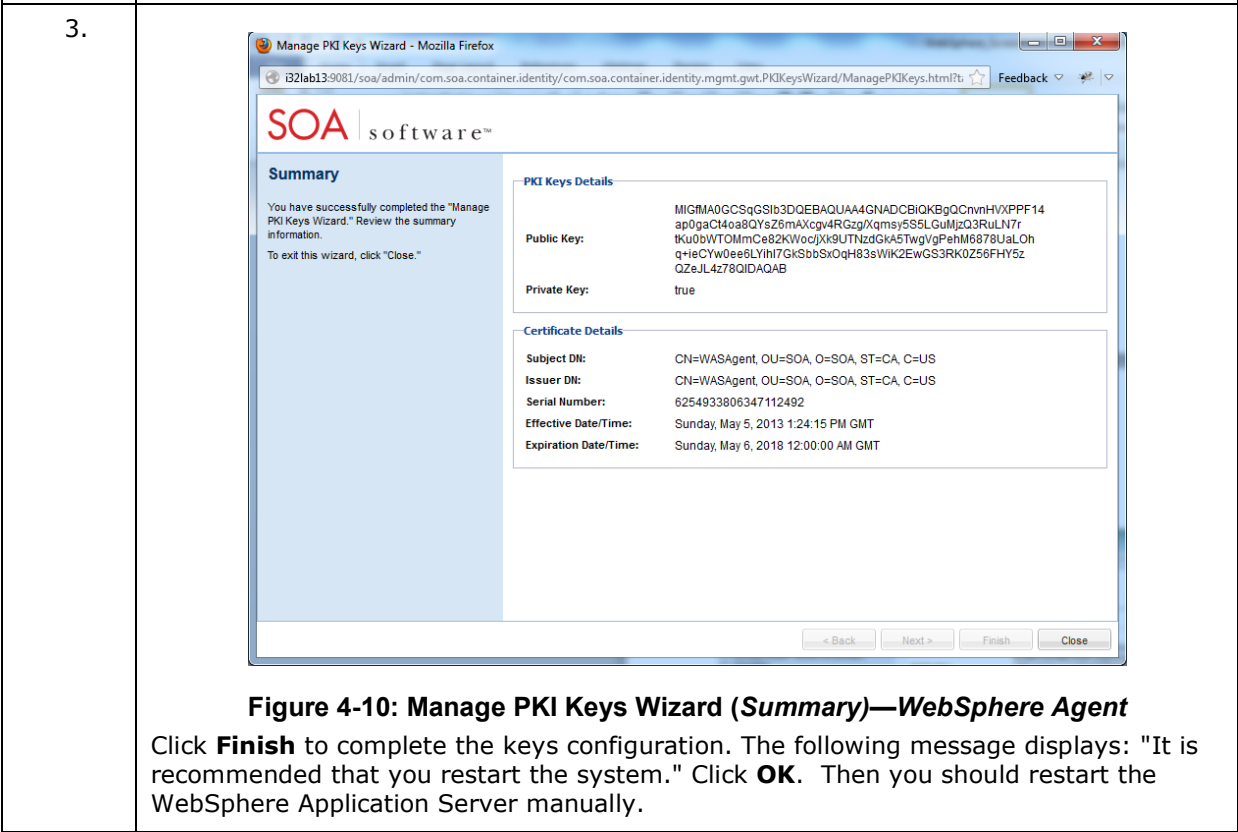 3.
Manage PKI Keys Wizard - Mozilla Firefox
i32lab13:9081/soa/admin/com.soa.container.identity/com.soa.container.identity.mgmt.gwt.PKIKeysWizard/ManagePKIKeys.html?t
Feedback
SOA software™
Summary
You have successfully completed the "Manage
PKI Keys Wizard." Review the summary
information.
To exit this wizard, click "Close."
PKI Keys Details
Public Key:
MIGfMA0GCSqGSIb3DQEBAQUAA4GNADCBiQKBgQCnvnHVXPPF14
ap0gaCt4oa8QYsZ6mAXcgv4RGzg/Xqmsy5S5LGuMjzQ3RuLN7r
tKu0bWTOMmCe82KWoc/jXk9UTNzdGkA5TwgVgPehM6878UaLOh
q+ieCYw0ee6LYihI7GkSbbSxOqH83sWiK2EwGS3RK0Z56FHY5z
QZeJL4z78QIDAQAB
Private Key: true
Certificate Details
Subject DN: CN=WASAgent, OU=SOA, O=SOA, ST=CA, C=US
Issuer DN: CN=WASAgent, OU=SOA, O=SOA, ST=CA, C=US
Serial Number: 6254933806347112492
Effective Date/Time: Sunday, May 5, 2013 1:24:15 PM GMT
Expiration Date/Time: Sunday, May 6, 2018 12:00:00 AM GMT
< Back Next > Finish Close
Figure 4-10: Manage PKI Keys Wizard (Summary)—WebSphere Agent
Click Finish to complete the keys configuration. The following message displays: "It is
recommended that you restart the system." Click OK. Then you should restart the
WebSphere Application Server manually.